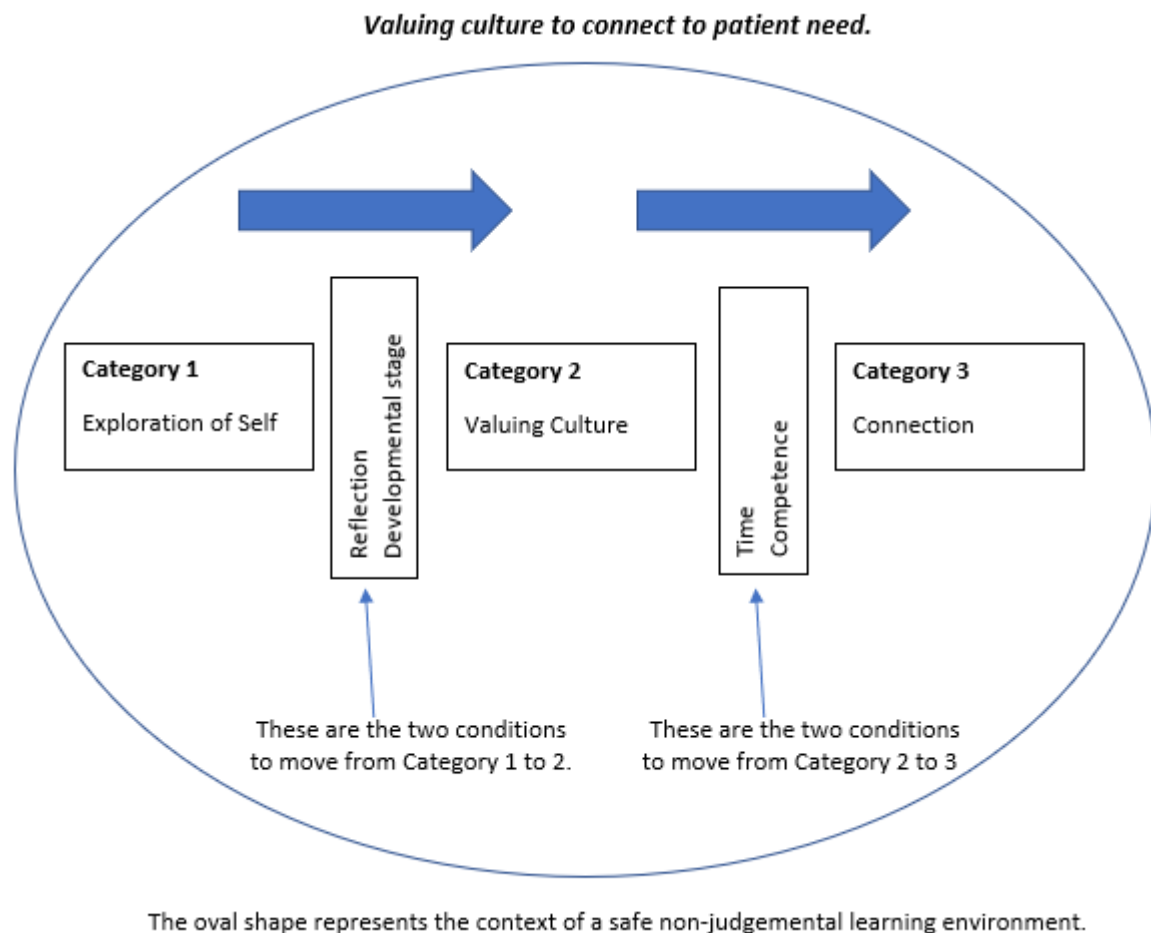 Valuing culture to connect to patient need.
Category 1
Exploration of Self
Reflection
Developmental stage
Category 2
Valuing Culture
Time
Competence
Category 3
Connection
These are the two conditions
to move from Category 1 to 2.
These are the two conditions
to move from Category 2 to 3
The oval shape represents the context of a safe non-judgemental learning environment.